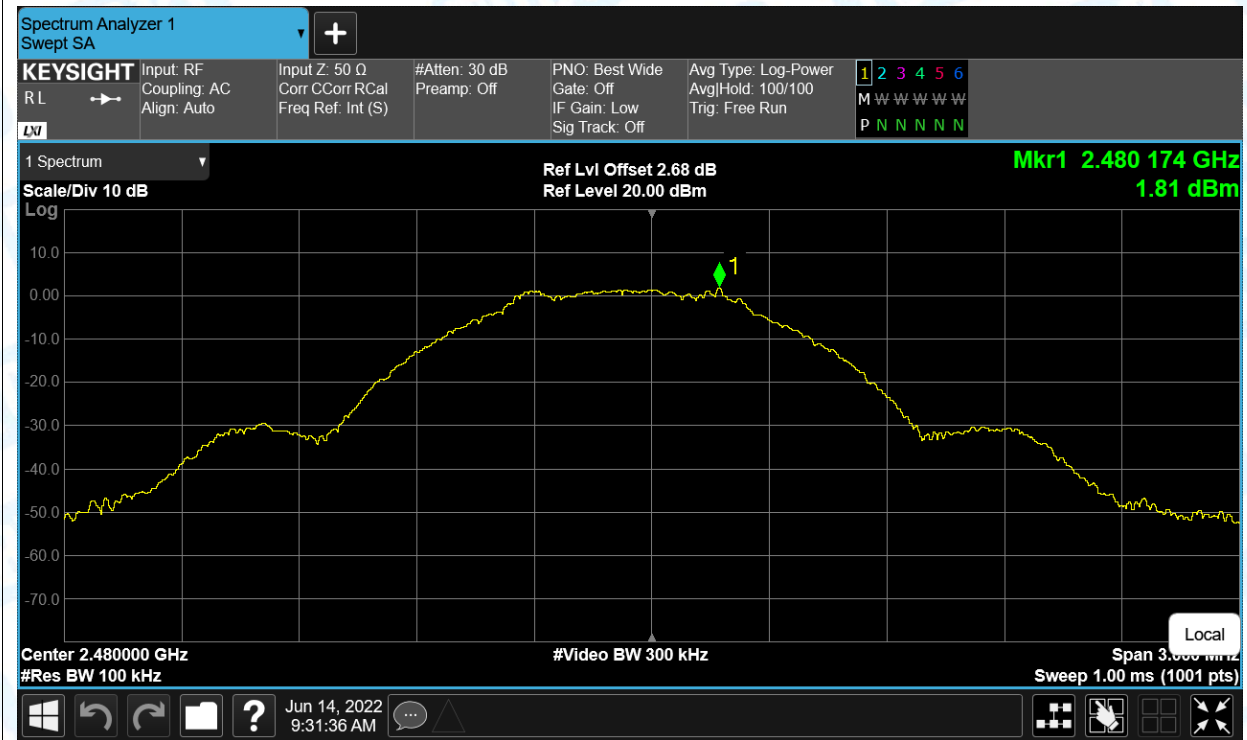 Spectrum Analyzer 1
Swept SA
KEYSIGHT
R L
LXI
Input: RF
Coupling: AC
Align: Auto
Input Z: 50 Ω
Corr CCorr RCal
Freq Ref: Int (S)
#Atten: 30 dB
Preamp: Off
PNO: Best Wide
Gate: Off
IF Gain: Low
Sig Track: Off
Avg Type: Log-Power
Avg|Hold: 100/100
Trig: Free Run
1 2 3 4 5 6
M W W W W W
P N N N N N
1 Spectrum
Scale/Div 10 dB
Log
Ref Lvl Offset 2.68 dB
Ref Level 20.00 dBm
Mkr1 2.480 174 GHz
1.81 dBm
10.0
0.00
-10.0
-20.0
-30.0
-40.0
-50.0
-60.0
-70.0
1
Local
Center 2.480000 GHz
#Res BW 100 kHz
#Video BW 300 kHz
Span 3.000 MHz
Sweep 1.00 ms (1001 pts)
?
Jun 14, 2022
9:31:36 AM